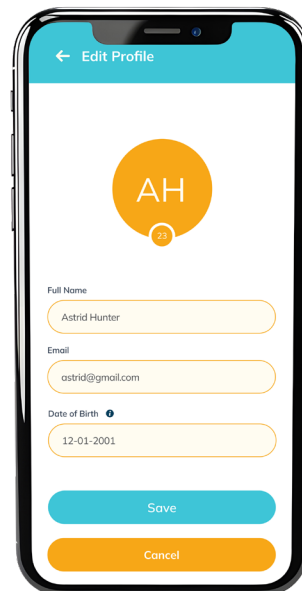 Edit Profile
AH
23
Full Name
Astrid Hunter
Email
astrid@gmail.com
Date of Birth
12-01-2001
Save
Cancel